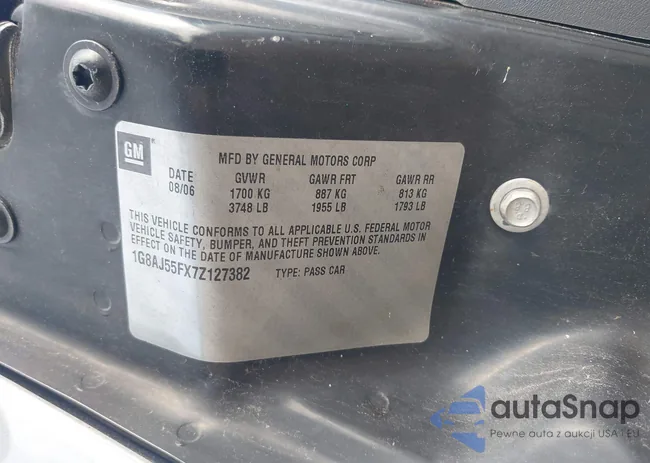 GM
MFD BY GENERAL MOTORS CORP
DATE GVWR GAWR FRT GAWR RR
08/06 1700 KG 887 KG 813 KG
3748 LB 1955 LB 1793 LB
THIS VEHICLE CONFORMS TO ALL APPLICABLE U.S. FEDERAL MOTOR
VEHICLE SAFETY, BUMPER, AND THEFT PREVENTION STANDARDS IN
EFFECT ON THE DATE OF MANUFACTURE SHOWN ABOVE.
1G8AJ55FX7Z127382 TYPE: PASS CAR
autaSnap
Pewne auta z aukcji USA i EU